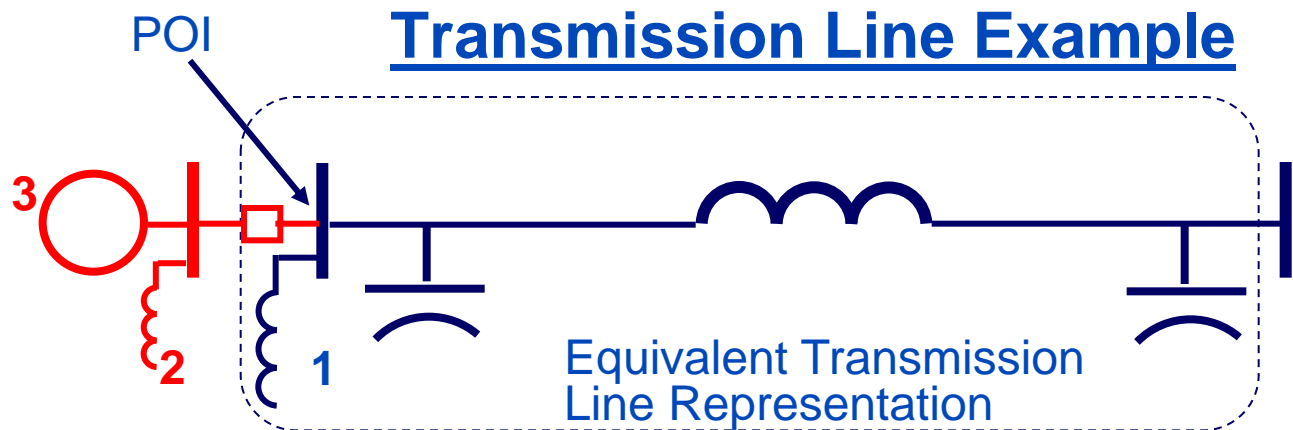 POI
Transmission Line Example
3
2
1
Equivalent Transmission
Line Representation